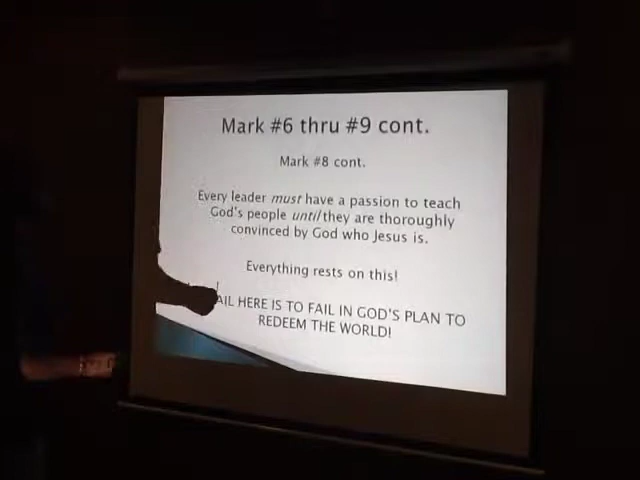 Mark #6 thru #9 cont.
Mark #8 cont.
Every leader must have a passion to teach
God's people until they are thoroughly
convinced by God who Jesus is.
Everything rests on this!
AIL HERE IS TO FAIL IN GOD'S PLAN TO
REDEEM THE WORLD!